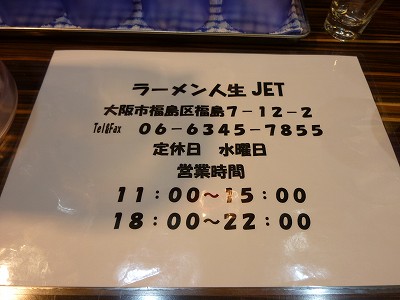 ラーメン人生 JET
大阪市福島区福島７－１２－２
Tel&Fax ０６－６３４５－７８５５
定休日 水曜日
営業時間
１１：００～１５：００
１８：００～２２：００